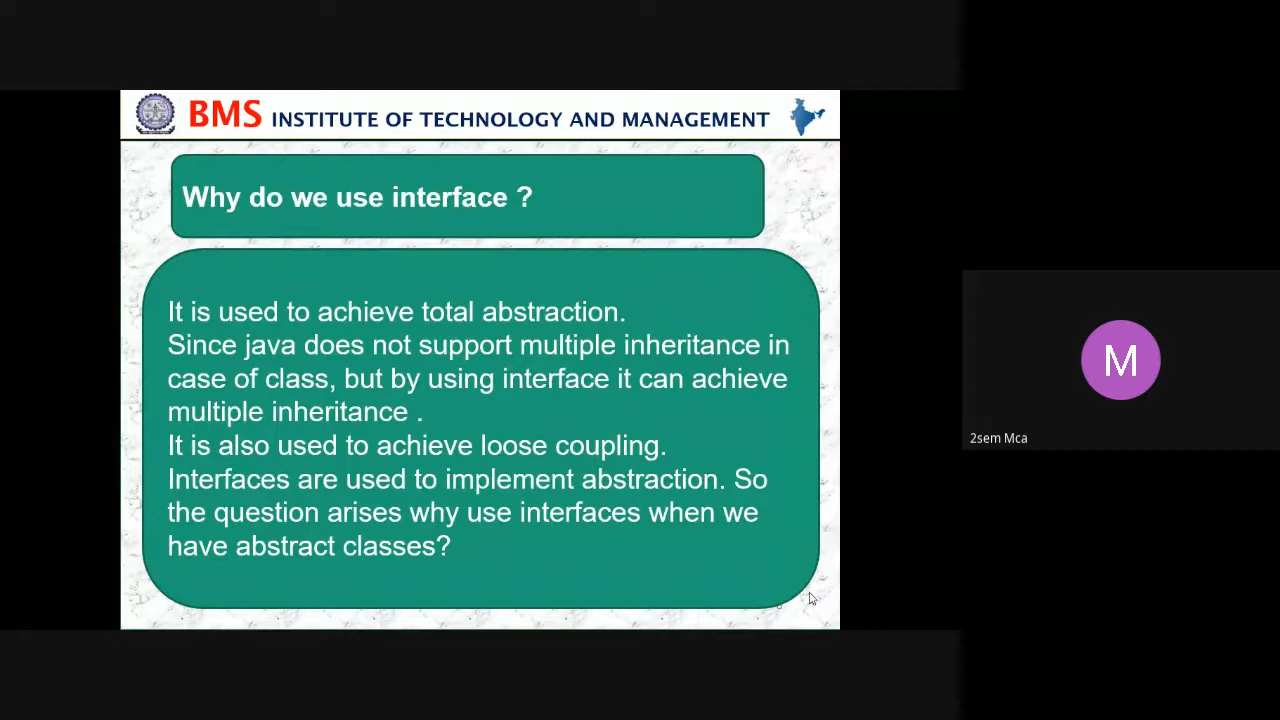 BMS INSTITUTE OF TECHNOLOGY AND MANAGEMENT
Why do we use interface ?
It is used to achieve total abstraction.
Since java does not support multiple inheritance in
case of class, but by using interface it can achieve
multiple inheritance .
It is also used to achieve loose coupling.
Interfaces are used to implement abstraction. So
the question arises why use interfaces when we
have abstract classes?
M
2sem Mca